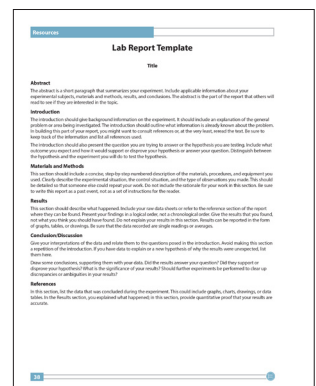 Resources
Lab Report Template
Title
Abstract
The abstract is a short paragraph that summarizes your experiment. Include applicable information about your
experimental subjects, materials and methods, results, and conclusions. The abstract is the part of the report that others will
read to see if they are interested in the topic.
Introduction
The introduction should give background information on the experiment. It should include an explanation of the general
problem or area being investigated. The introduction should outline what information is already known about the problem.
In building this part of your report, you might want to consult references or, at the very least, reread the text. Be sure to
keep track of the information and list all references used.
The introduction should also present the question you are trying to answer or the hypothesis you are testing. Include what
outcome you expect and how it would support or disprove your hypothesis or answer your question. Distinguish between
the hypothesis and the experiment you will do to test the hypothesis.
Materials and Methods
This section should include a concise, step-by-step numbered description of the materials, procedures, and equipment you
used. Clearly describe the experimental situation, the control situation, and the type of observations you made. This should
be detailed so that someone else could repeat your work. Do not include the rationale for your work in this section. Be sure
to write this report as a past event, not as a set of instructions for the reader.
Results
This section should describe what happened. Include your raw data sheets or refer to the reference section of the report
where they can be found. Present your findings in a logical order, not a chronological order. Give the results that you found,
not what you think you should have found. Do not explain your results in this section. Results can be reported in the form
of graphs, tables, or drawings. Be sure that the data recorded are single readings or averages.
Conclusion/Discussion
Give your interpretations of the data and relate them to the questions posed in the introduction. Avoid making this section
a repetition of the introduction. If you have data to explain or a new hypothesis of why the results were unexpected, list
them here.
Draw some conclusions, supporting them with your data. Did the results answer your question? Did they support or
disprove your hypothesis? What is the significance of your results? Should further experiments be performed to clear up
discrepancies or ambiguities in your results?
References
In this section, list the data that was concluded during the experiment. This could include graphs, charts, drawings, or data
tables. In the Results section, you explained what happened; in this section, provide quantitative proof that your results are
accurate.
38